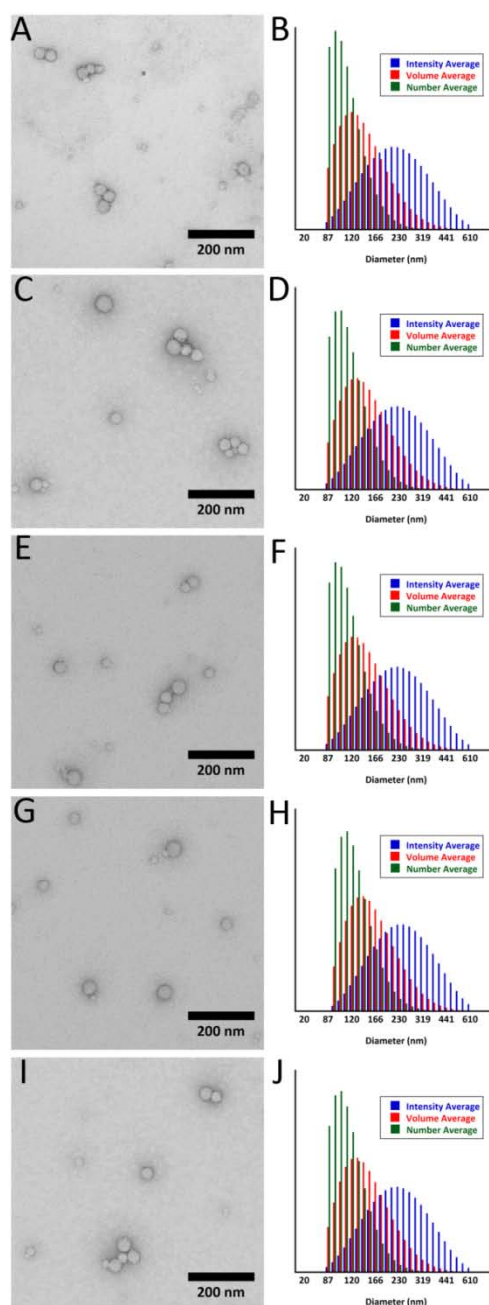 A
200 nm
B
Intensity Average
Volume Average
Number Average
20 87 120 166 230 319 441 610
Diameter (nm)
C
200 nm
D
Intensity Average
Volume Average
Number Average
20 87 120 166 230 319 441 610
Diameter (nm)
E
200 nm
F
Intensity Average
Volume Average
Number Average
20 87 120 166 230 319 441 610
Diameter (nm)
G
200 nm
H
Intensity Average
Volume Average
Number Average
20 87 120 166 230 319 441 610
Diameter (nm)
I
200 nm
J
Intensity Average
Volume Average
Number Average
20 87 120 166 230 319 441 610
Diameter (nm)